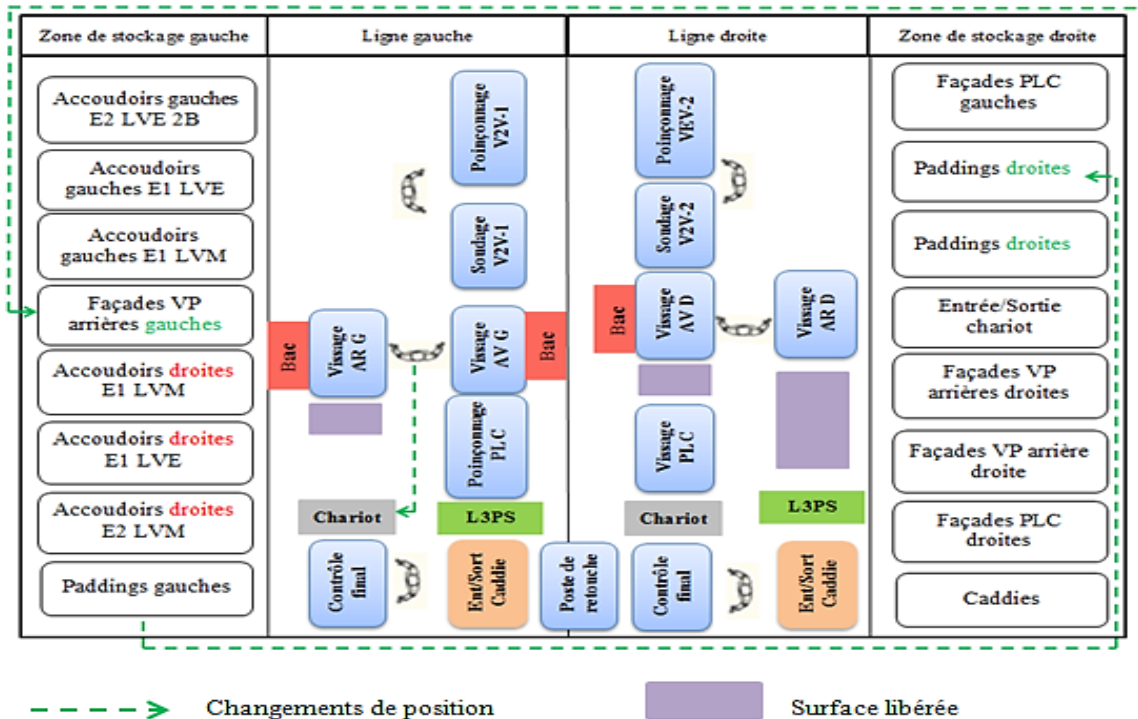 Zone de stockage gauche
Ligne gauche
Ligne droite
Zone de stockage droite
Accoudoirs gauches
E2 LVE 2B
Accoudoirs
gauches E1 LVE
Accoudoirs
gauches E1 LVM
Façades VP
arrières gauches
Accoudoirs droites
E1 LVM
Accoudoirs droites
E1 LVE
Accoudoirs droites
E2 LVM
Paddings gauches
Poinçonnage
V2V-1
Soudage
V2V-1
Bac
Vissage
AR G
Vissage
AV G
Bac
Poinçonnage
PLC
Chariot
L3PS
Contrôle
final
Ent/Sort
Caddie
Poste de
retouche
Poinçonnage
VEV-2
Soudage
V2V-2
Bac
Vissage
AV D
Vissage
AR D
Vissage
PLC
Chariot
L3PS
Contrôle
final
Ent/Sort
Caddie
Façades PLC
gauches
Paddings droites
Paddings droites
Entrée/Sortie
chariot
Façades VP
arrières droites
Façades VP arrière
droite
Façades PLC
droites
Caddies
Changements de position
Surface libérée